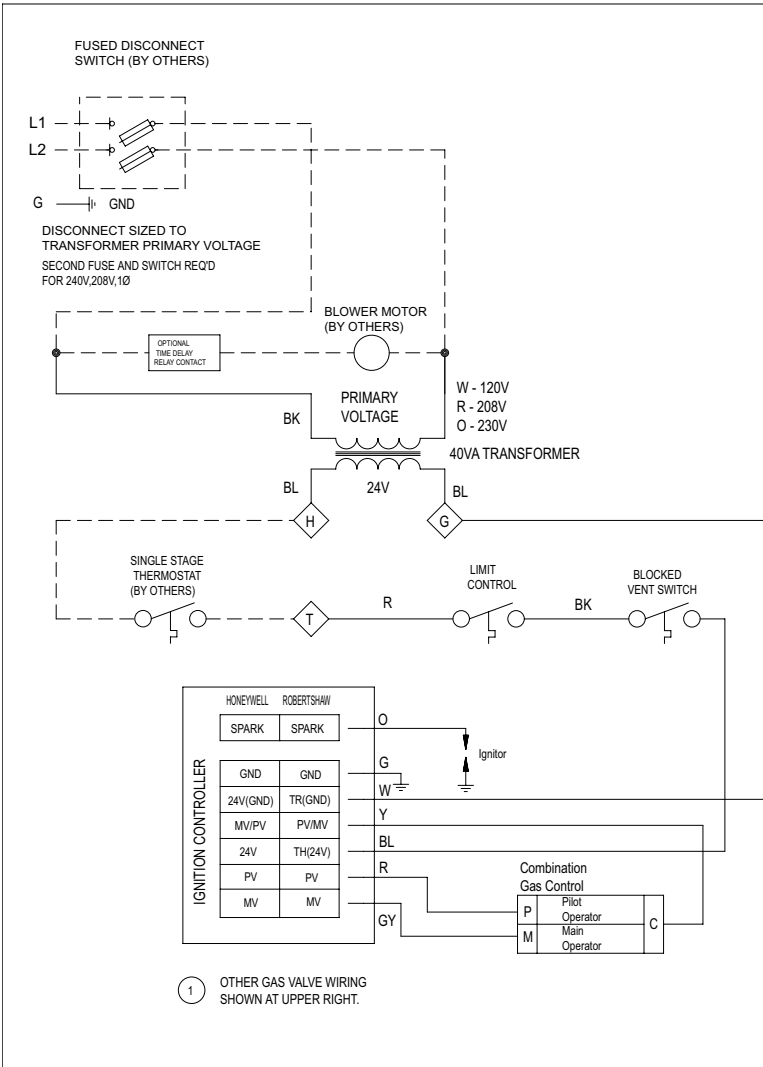 FUSED DISCONNECT
SWITCH (BY OTHERS)
L1
L2
G
GND
DISCONNECT SIZED TO
TRANSFORMER PRIMARY VOLTAGE
SECOND FUSE AND SWITCH REQ'D
FOR 240V,208V,1Ø
OPTIONAL
TIME DELAY
RELAY CONTACT
BLOWER MOTOR
(BY OTHERS)
BK
PRIMARY
VOLTAGE
W - 120V
R - 208V
O - 230V
40VA TRANSFORMER
BL
24V
BL
H
G
SINGLE STAGE
THERMOSTAT
(BY OTHERS)
T
R
LIMIT
CONTROL
BK
BLOCKED
VENT SWITCH
IGNITION CONTROLLER
HONEYWELL ROBERTSHAW
SPARK SPARK
O
Ignitor
GND GND
G
24V(GND) TR(GND)
W
MV/PV PV/MV
Y
24V TH(24V)
BL
PV PV
R
MV MV
GY
Combination
Gas Control
P
Pilot
Operator
M
Main
Operator
C
1
OTHER GAS VALVE WIRING
SHOWN AT UPPER RIGHT.